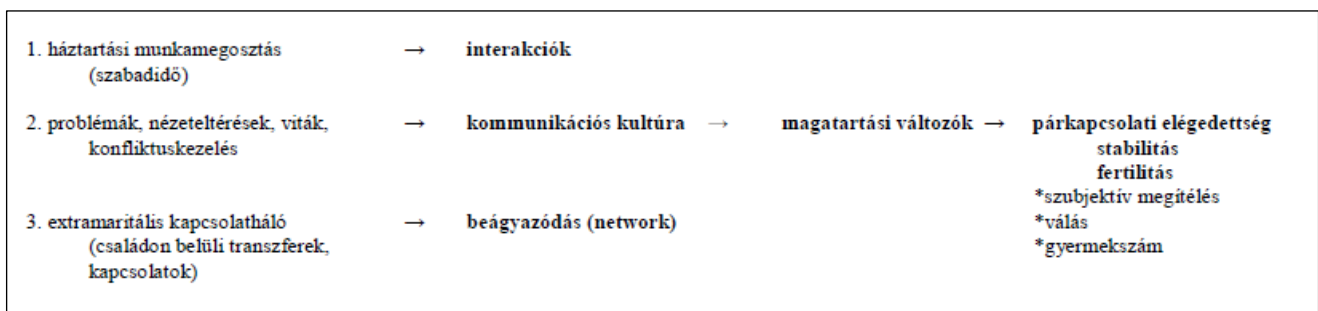 1. háztartási munkamegosztás → interakciók
(szabadidő)
2. problémák, nézeteltérések, viták, → kommunikációs kultúra → magatartási változók → párkapcsolati elégedettség
konfliktuskezelés stabilitás
fertilitás
*szubjektív megítélés
3. extramaritális kapcsolatháló → beágyazódás (network) *válás
(családon belüli transzferek, *gyermekszám
kapcsolatok)